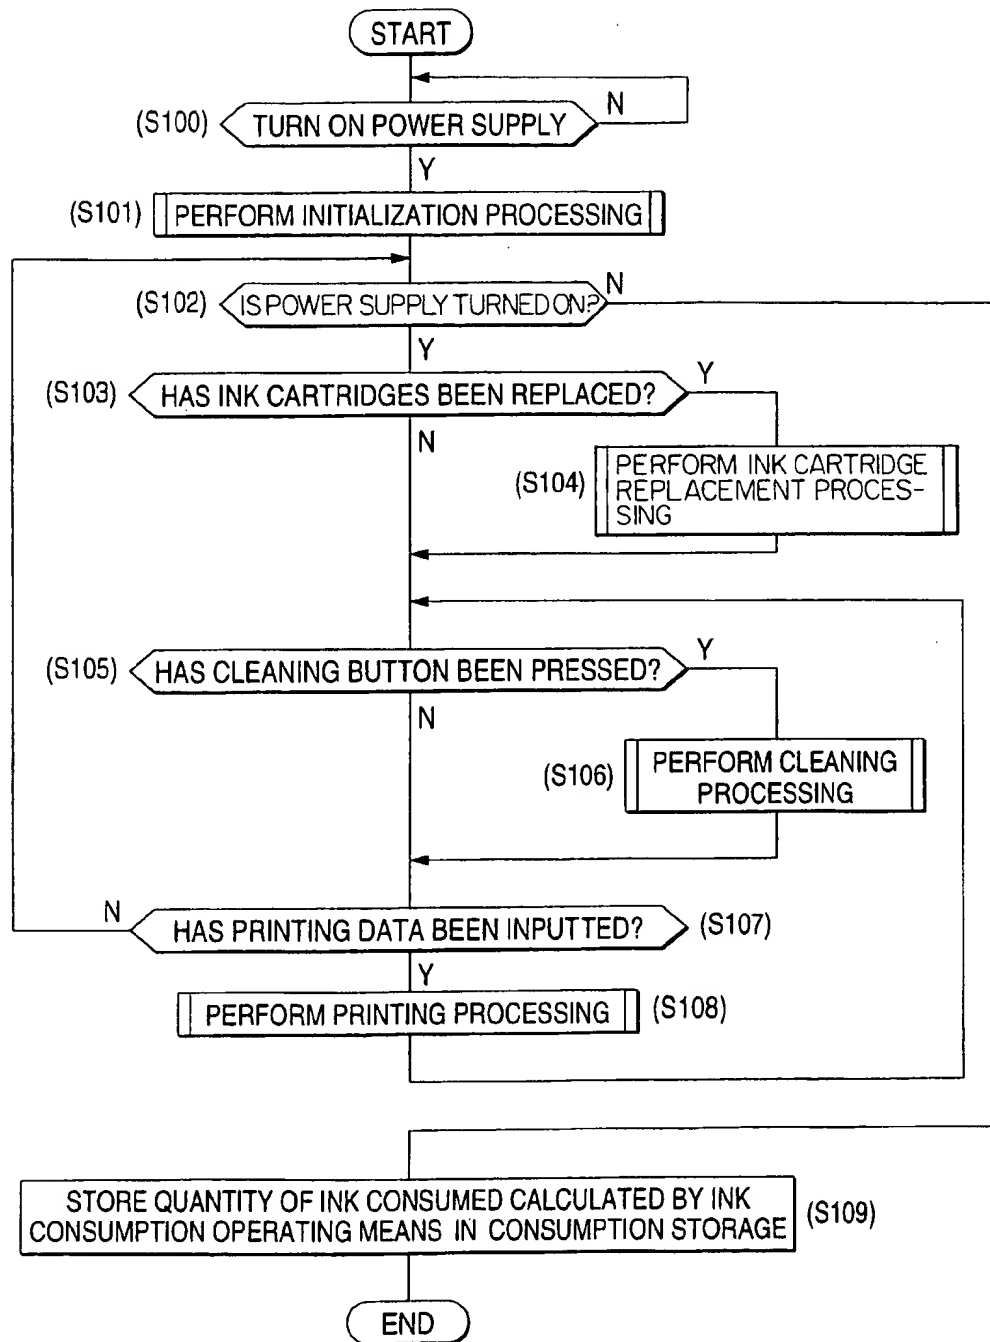 START
(S100) TURN ON POWER SUPPLY N
Y
(S101) PERFORM INITIALIZATION PROCESSING
(S102) IS POWER SUPPLY TURNED ON? N
Y
(S103) HAS INK CARTRIDGES BEEN REPLACED? Y
N
(S104) PERFORM INK CARTRIDGE
REPLACEMENT PROCES-
SING
(S105) HAS CLEANING BUTTON BEEN PRESSED? Y
N
(S106) PERFORM CLEANING
PROCESSING
N HAS PRINTING DATA BEEN INPUTTED? (S107)
Y
PERFORM PRINTING PROCESSING (S108)
STORE QUANTITY OF INK CONSUMED CALCULATED BY INK
CONSUMPTION OPERATING MEANS IN CONSUMPTION STORAGE (S109)
END